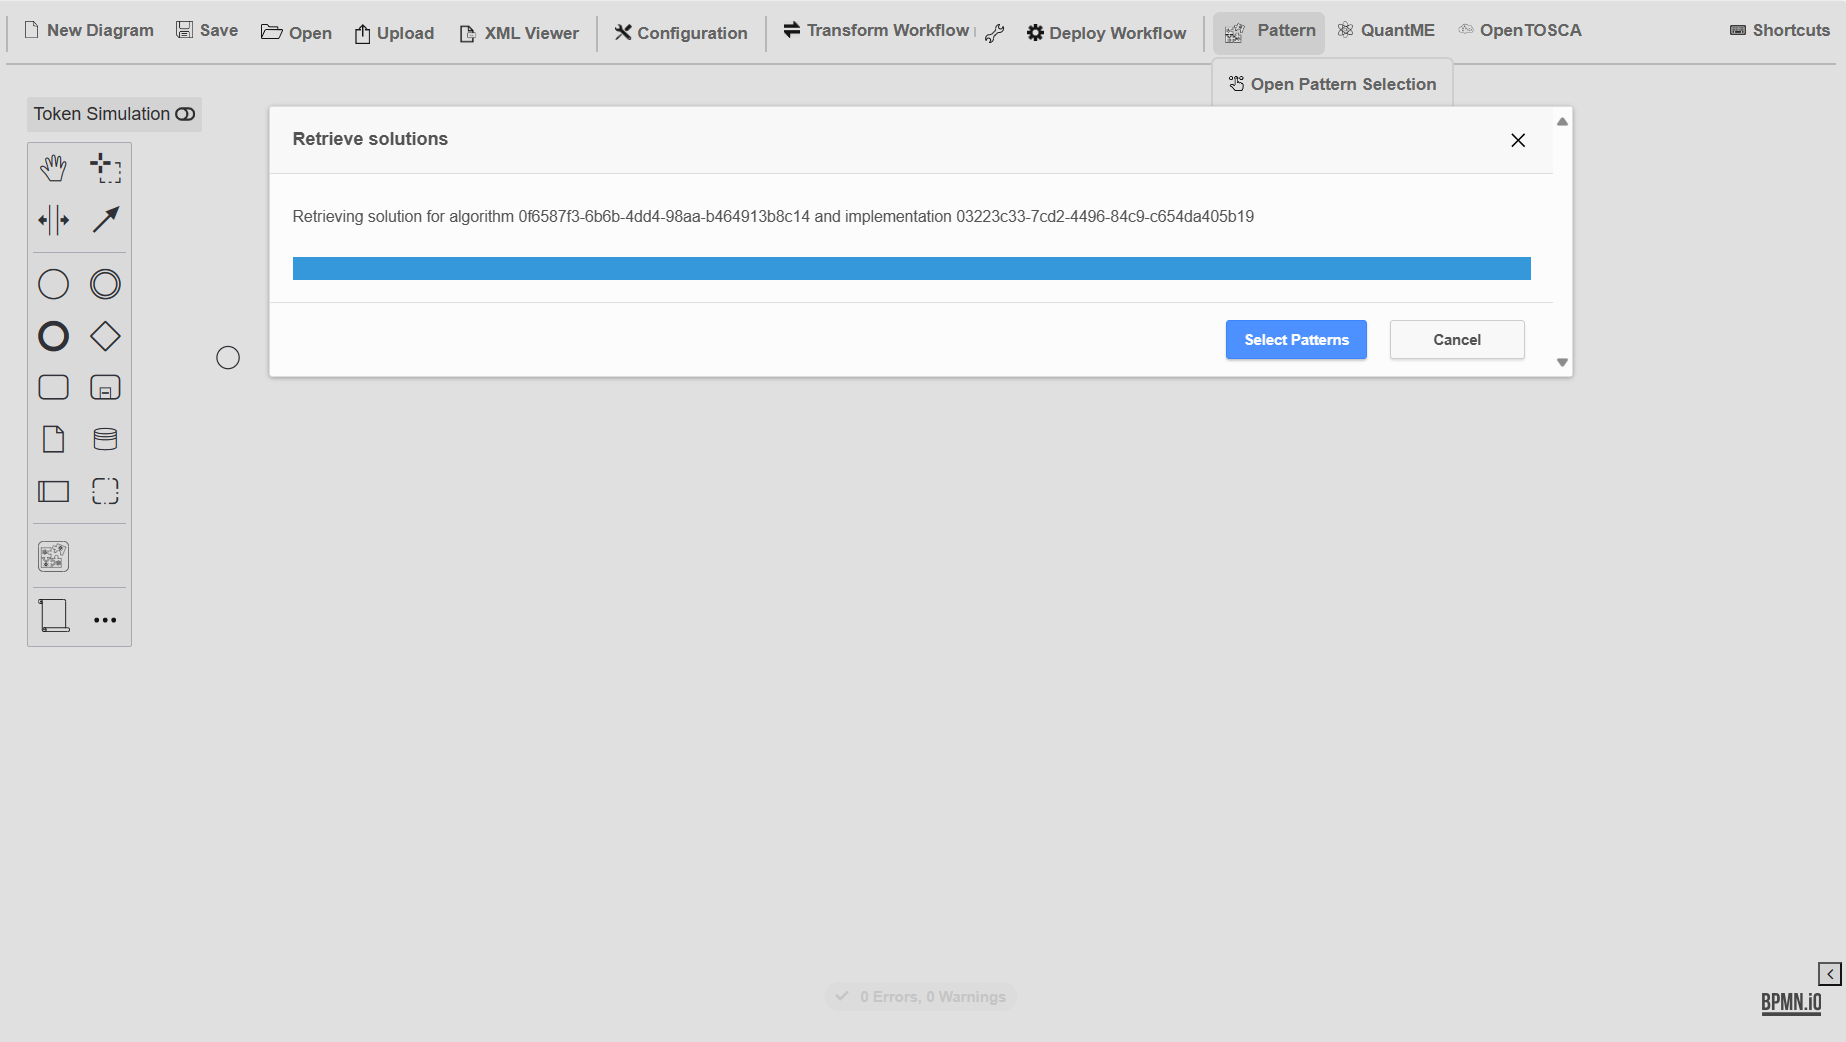 New Diagram Save Open Upload XML Viewer Configuration Transform Workflow Deploy Workflow Pattern QuantME OpenTOSCA Shortcuts
Open Pattern Selection
Token Simulation
Retrieve solutions
Retrieving solution for algorithm 0f6587f3-6b6b-4dd4-98aa-b464913b8c14 and implementation 03223c33-7cd2-4496-84c9-c654da405b19
Select Patterns Cancel
0 Errors, 0 Warnings
BPMN.iO